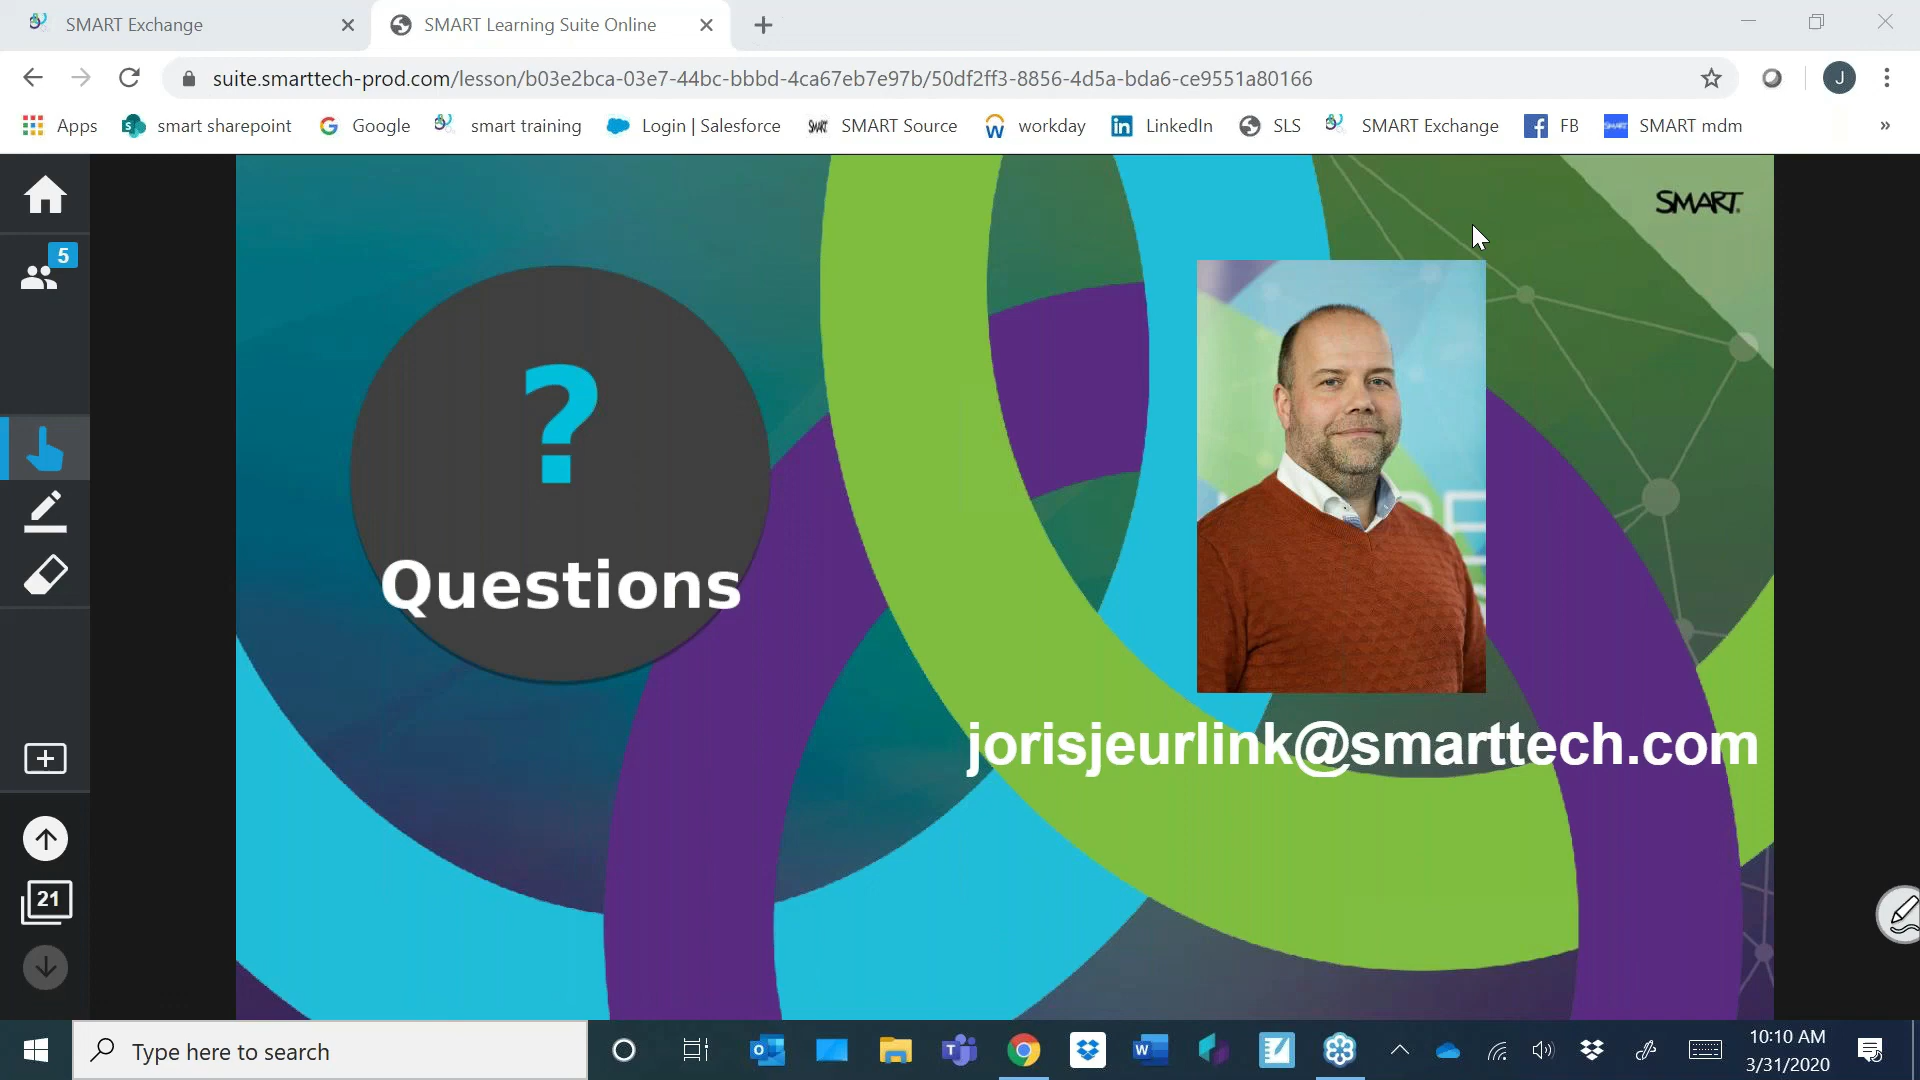 SMART Exchange
SMART Learning Suite Online
suite.smarttech-prod.com/lesson/b03e2bca-03e7-44bc-bbbd-4ca67eb7e97b/50df2ff3-8856-4d5a-bda6-ce9551a80166
J
Apps
smart sharepoint
Google
smart training
Login | Salesforce
SMART Source
workday
LinkedIn
SLS
SMART Exchange
FB
SMART mdm
»
5
SMART
?
Questions
jorisjeurlink@smarttech.com
21
Type here to search
10:10 AM
3/31/2020